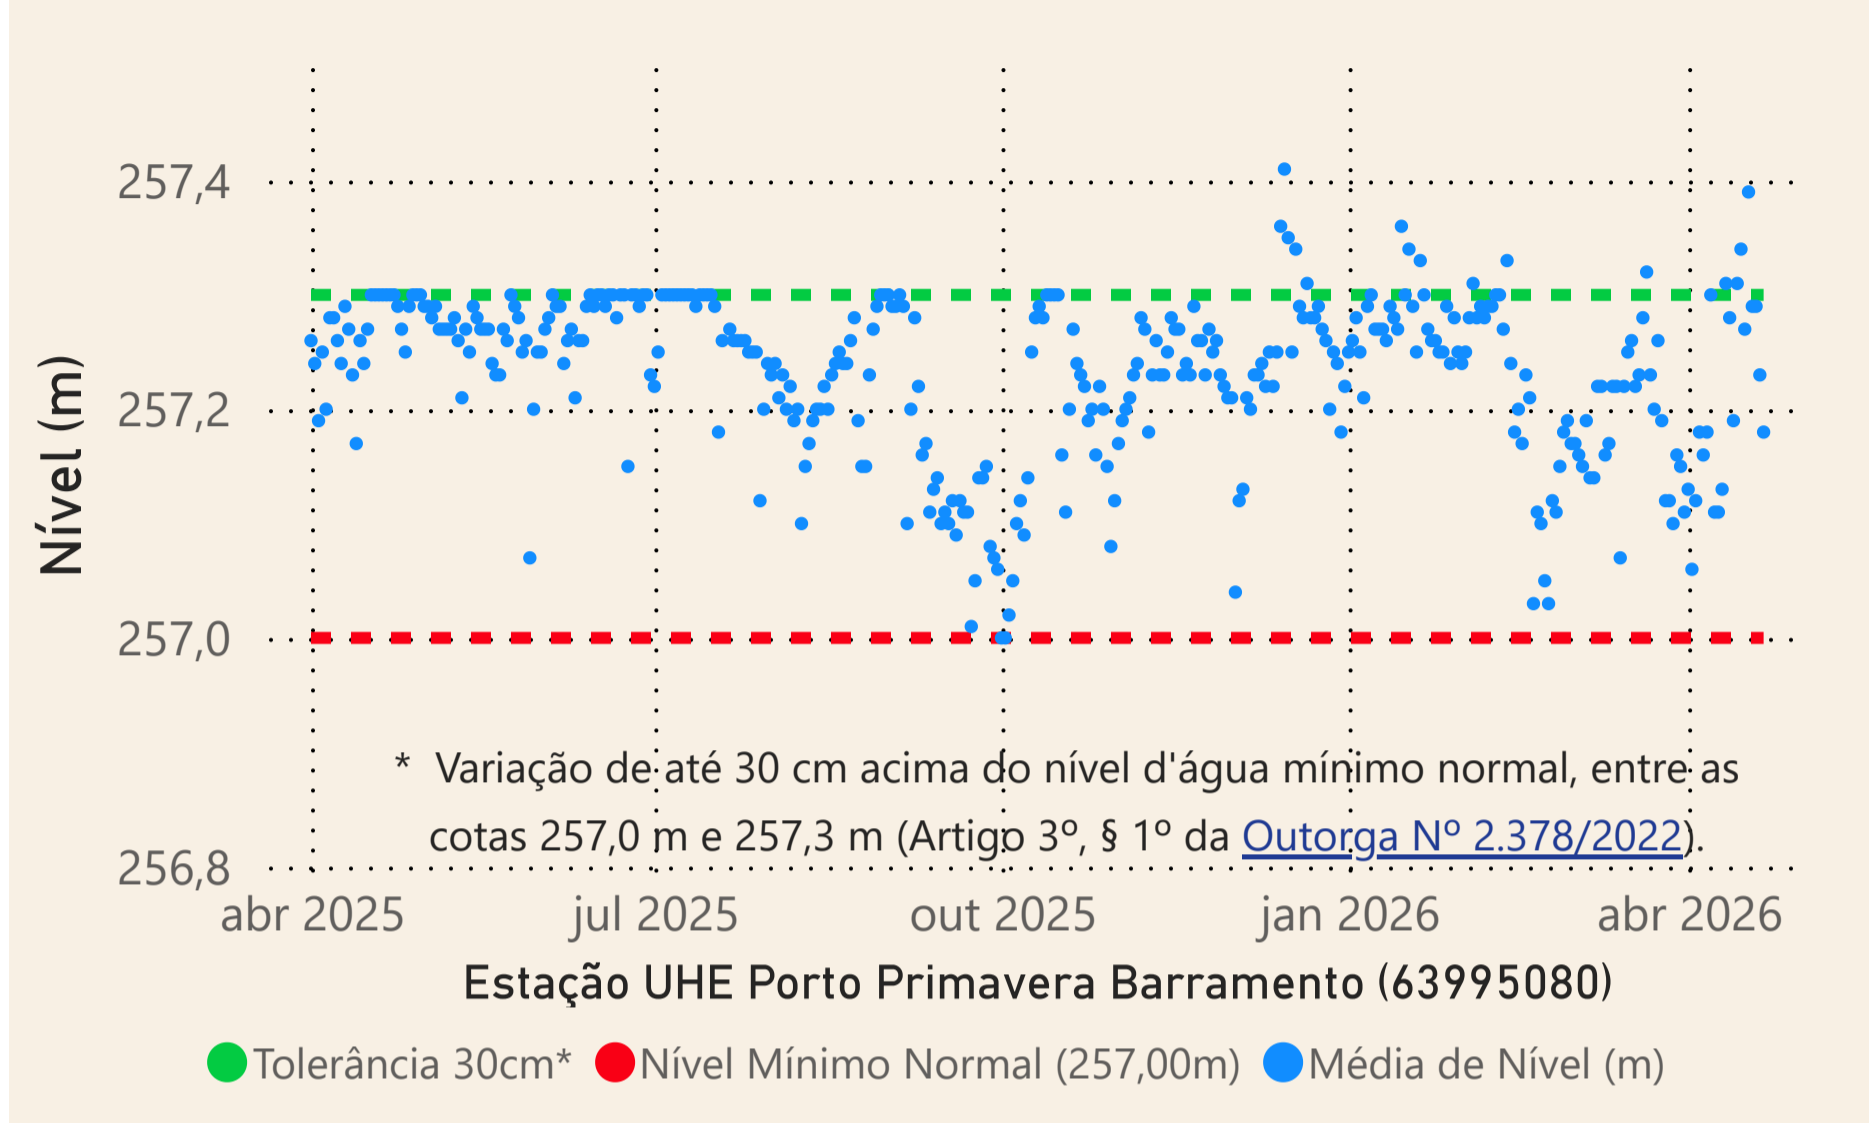 257,4
257,2
257,0
256,8
Nível (m)
* Variação de até 30 cm acima do nível d'água mínimo normal, entre as
cotas 257,0 m e 257,3 m (Artigo 3º, § 1º da Outorga Nº 2.378/2022).
abr 2025 jul 2025 out 2025 jan 2026 abr 2026
Estação UHE Porto Primavera Barramento (63995080)
Tolerância 30cm* Nível Mínimo Normal (257,00m) Média de Nível (m)